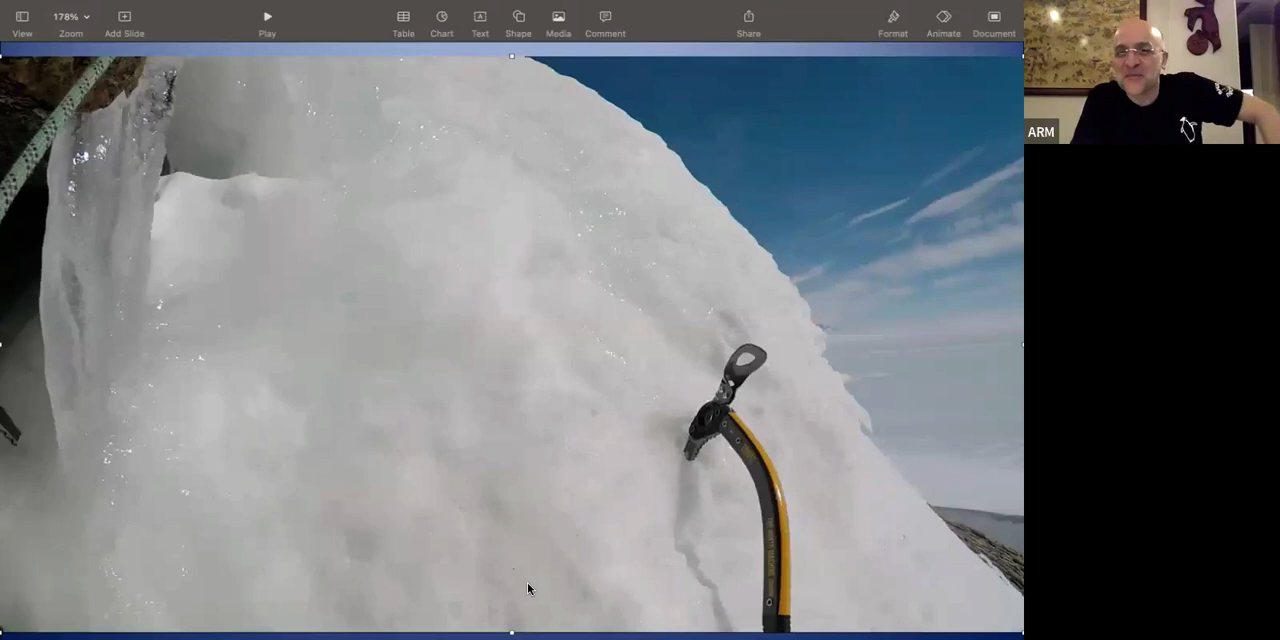 178%
View
Zoom
Add Slide
Play
Table
Chart
Text
Shape
Media
Comment
Share
Format
Animate
Document
ARM